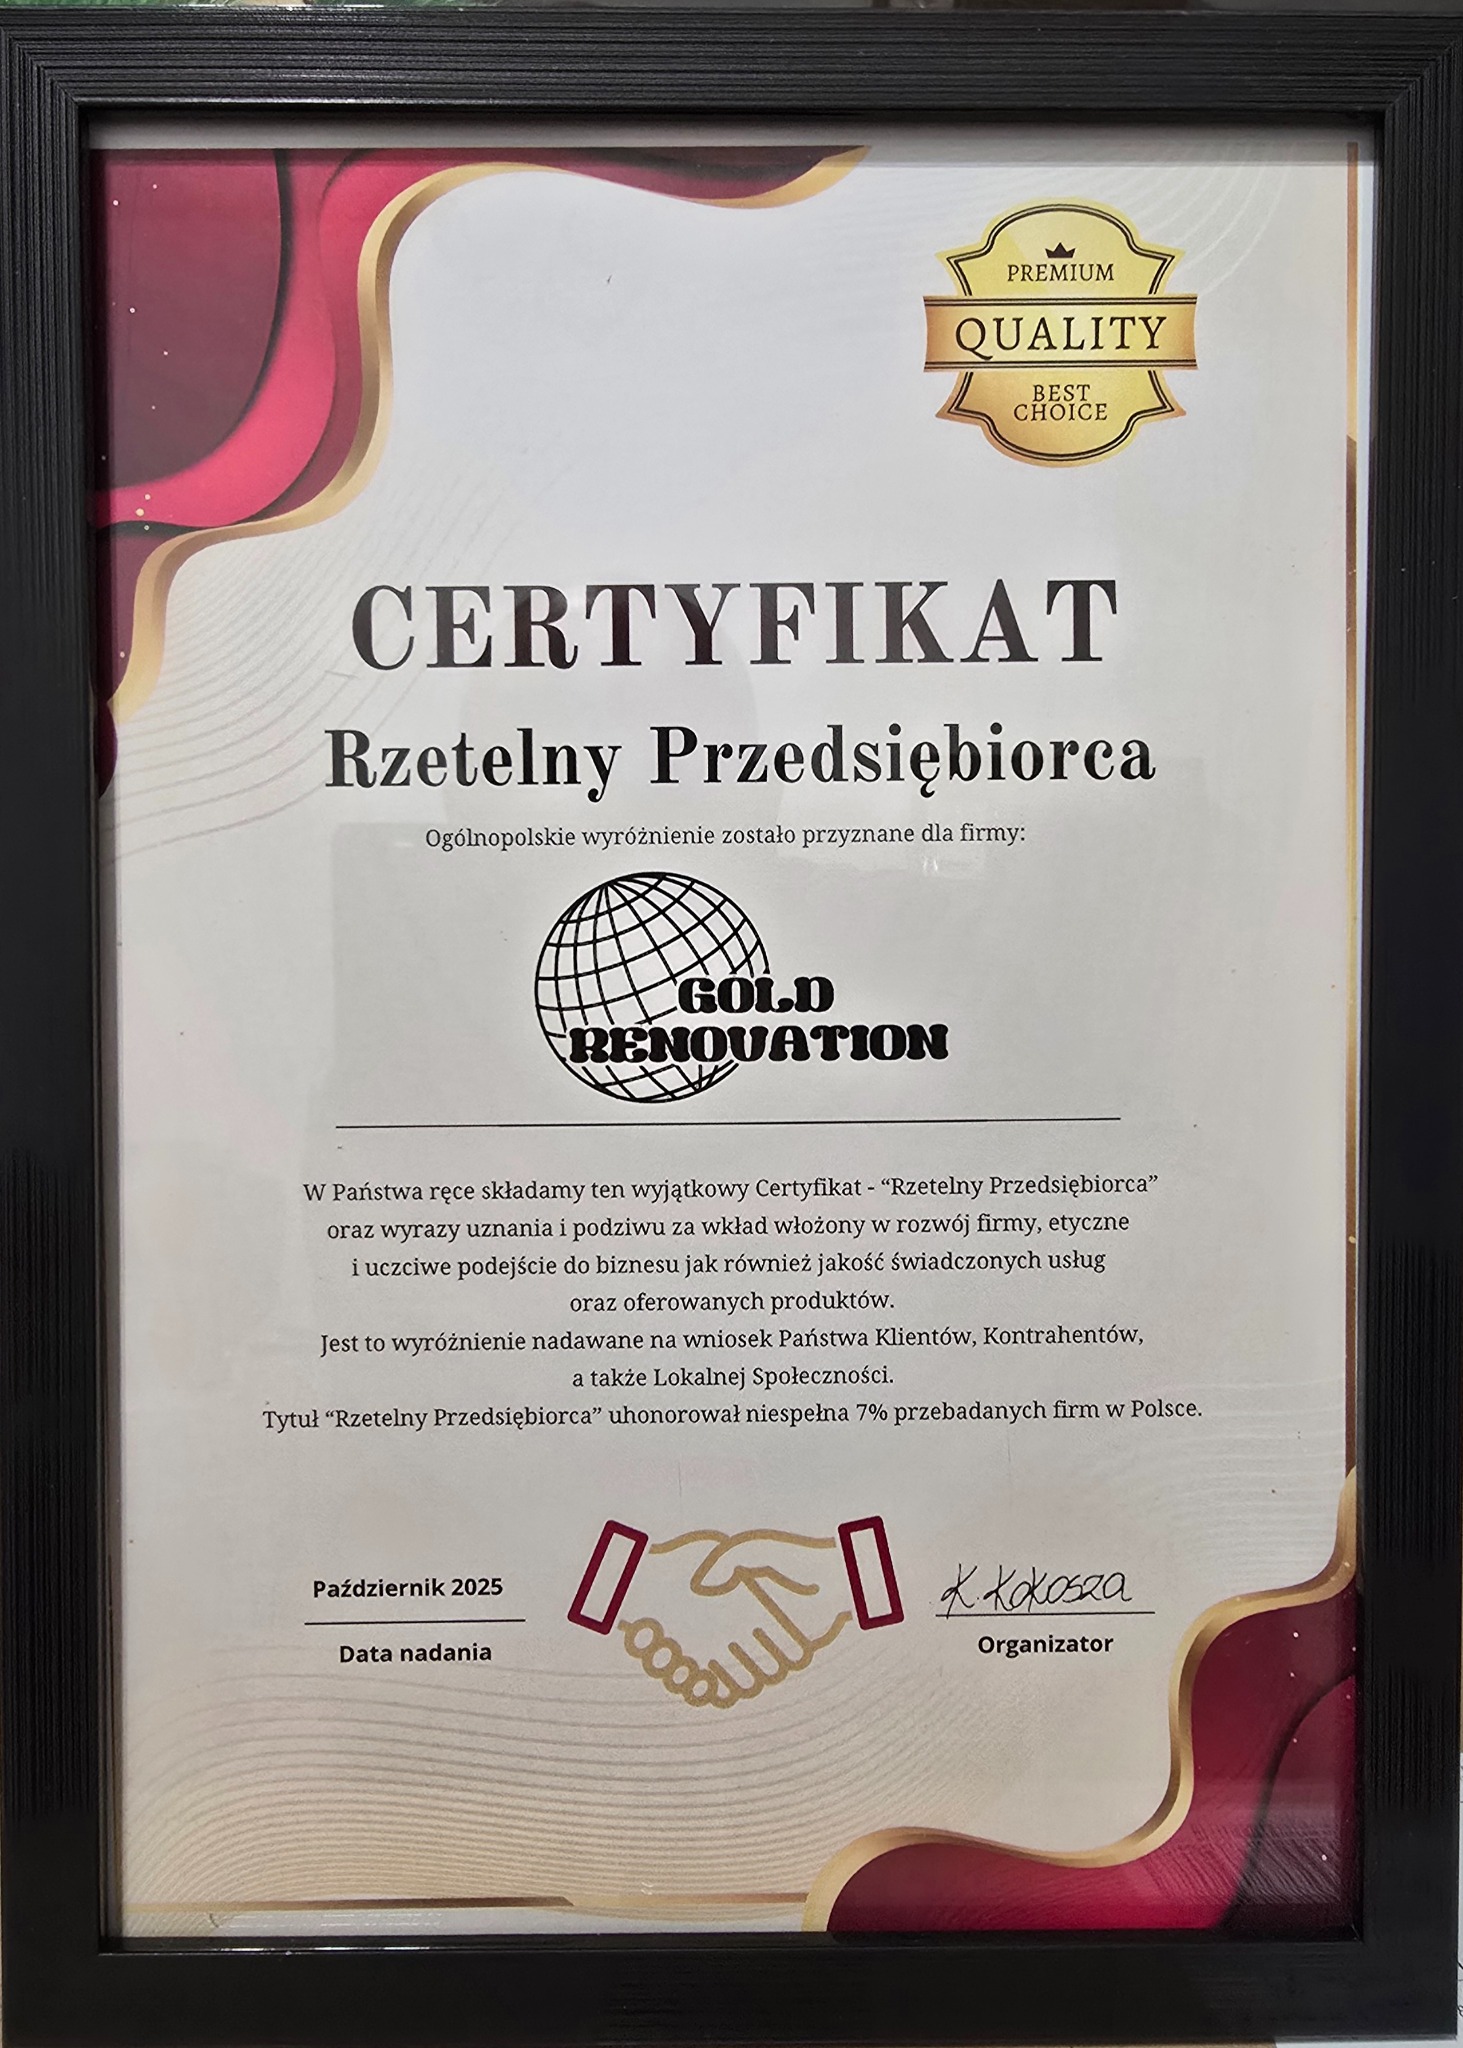 PREMIUM
QUALITY
BEST
CHOICE
CERTYFIKAT
Rzetelny Przedsiębiorca
Ogólnopolskie wyróżnienie zostało przyznane dla firmy:
GOLD
RENOVATION
W Państwa ręce składamy ten wyjątkowy Certyfikat - “Rzetelny Przedsiębiorca”
oraz wyrazy uznania i podziwu za wkład włożony w rozwój firmy, etyczne
i uczciwe podejście do biznesu jak również jakość świadczonych usług
oraz oferowanych produktów.
Jest to wyróżnienie nadawane na wniosek Państwa Klientów, Kontrahentów,
a także Lokalnej Społeczności.
Tytuł “Rzetelny Przedsiębiorca” uhonorował niespełna 7% przebadanych firm w Polsce.
Październik 2025
Data nadania
K. Kokosza
Organizator